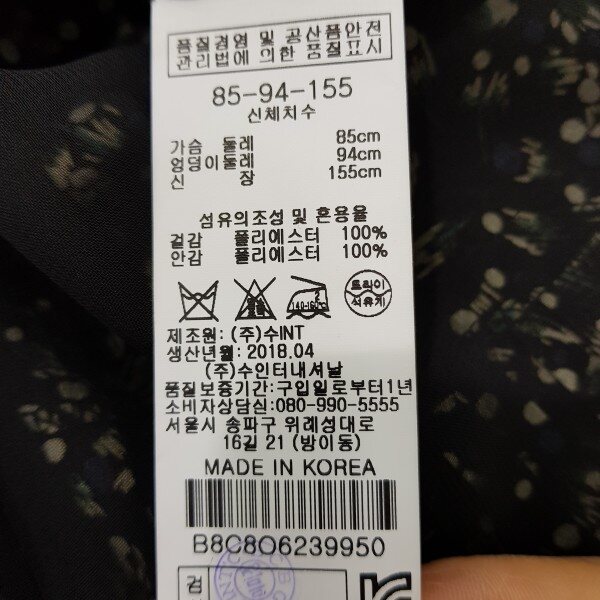 품질경영 및 공산품안전
관리법에 의한 품질표시
85-94-155
신체치수
가슴 둘레 85cm
엉덩이둘레 94cm
신 장 155cm
섬유의조성 및 혼용율
겉감 폴리에스터 100%
안감 폴리에스터 100%
140-160℃
드라이
석유계
제조원: (주)수INT
생산년월: 2018.04
(주)수인터내셔날
품질보증기간:구입일로부터1년
소비자상담실:080-990-5555
서울시 송파구 위례성대로
16길 21 (방이동)
MADE IN KOREA
B8C8O6239950
검